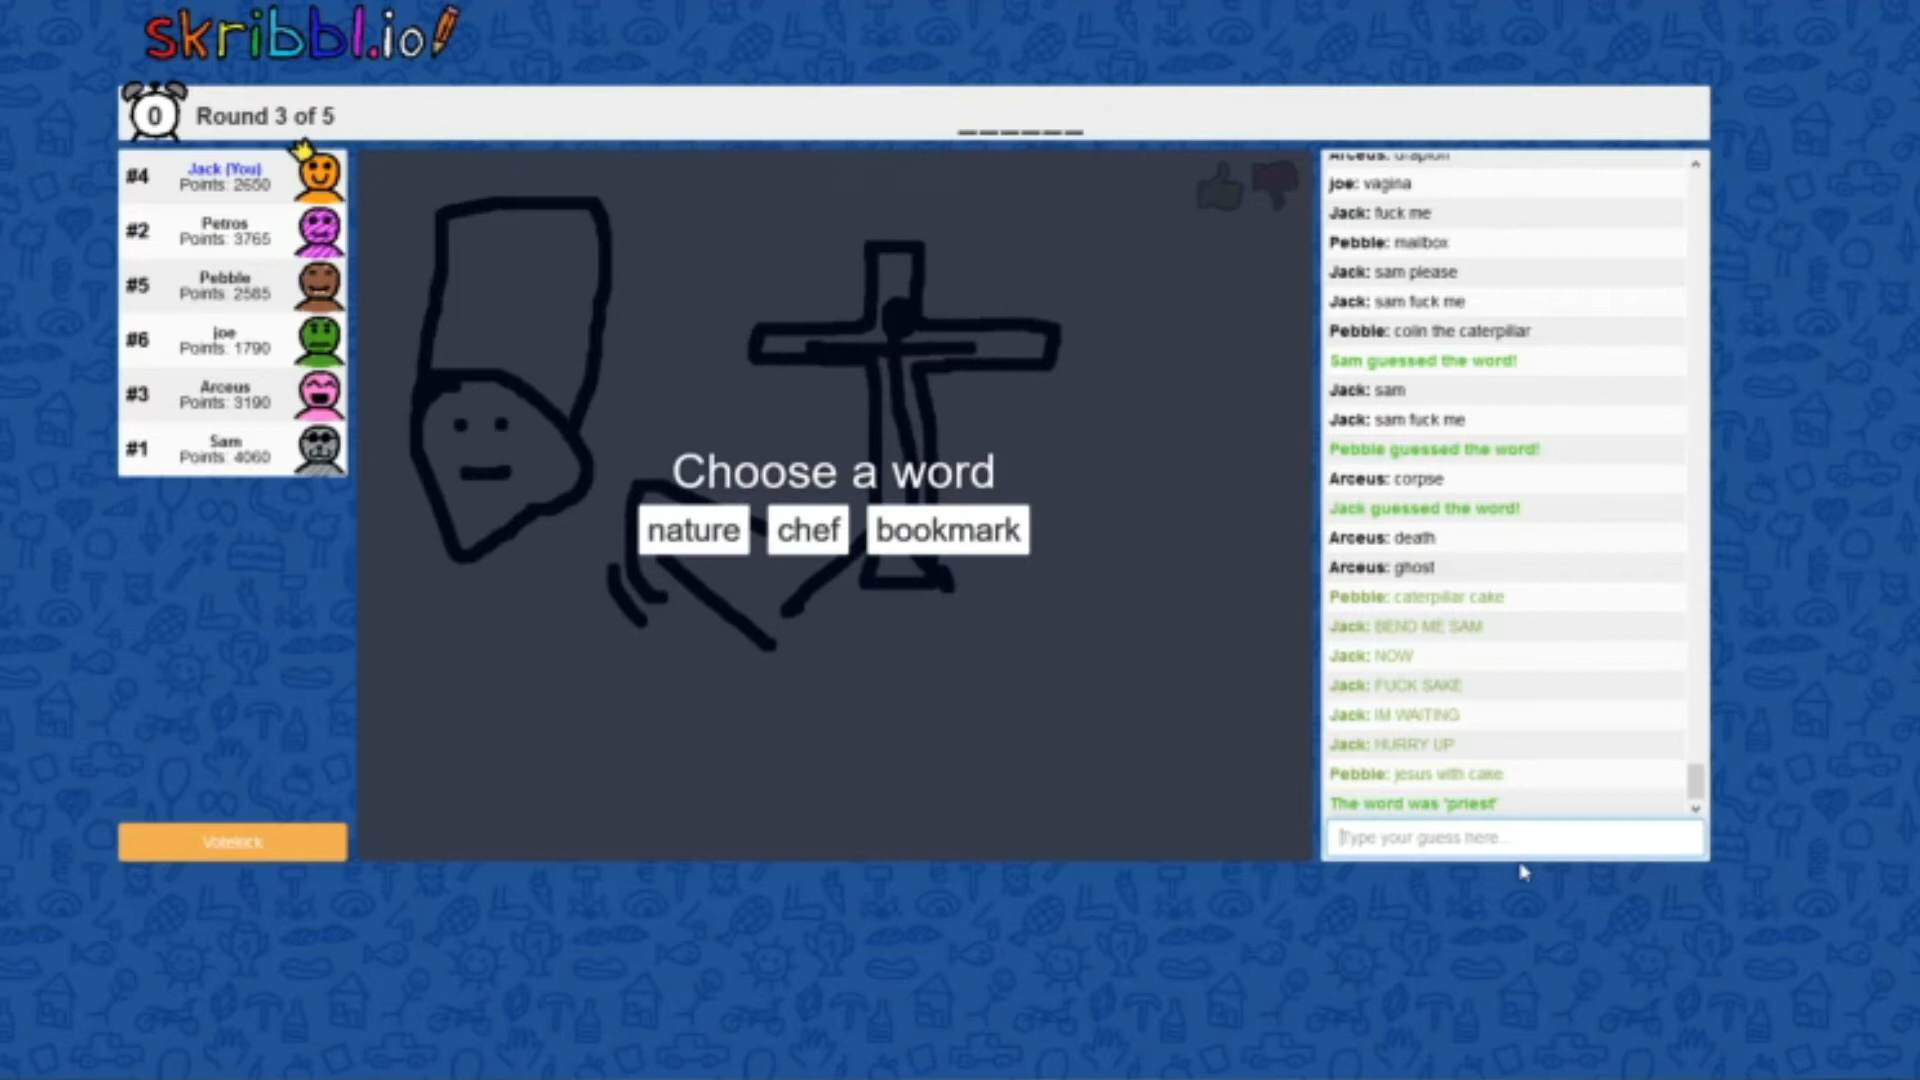 skribbl.io
0
Round 3 of 5
______
#4
Jack (You)
Points: 2650
#2
Petros
Points: 3765
#5
Pebble
Points: 2585
#6
joe
Points: 1790
#3
Arceus
Points: 3190
#1
Sam
Points: 4060
Votekick
Choose a word
nature
chef
bookmark
Arceus: drapion
joe: vagina
Jack: fuck me
Pebble: mailbox
Jack: sam please
Jack: sam fuck me
Pebble: colin the caterpillar
Sam guessed the word!
Jack: sam
Jack: sam fuck me
Pebble guessed the word!
Arceus: corpse
Jack guessed the word!
Arceus: death
Arceus: ghost
Pebble: caterpillar cake
Jack: BEND ME SAM
Jack: NOW
Jack: FUCK SAKE
Jack: IM WAITING
Jack: HURRY UP
Pebble: jesus with cake
The word was 'priest'
Type your guess here...